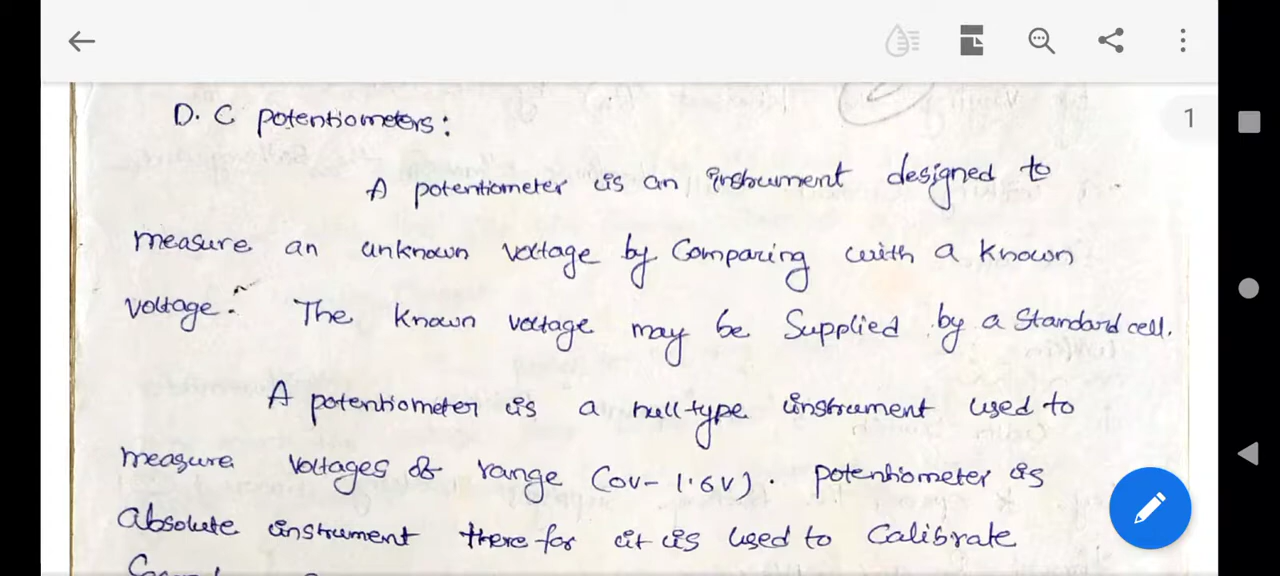 1
D. C potentiometers:
A potentiometer is an instrument designed to
measure an unknown voltage by Comparing with a known
voltage. The known voltage may be Supplied by a Standard cell.
A potentiometer is a null type instrument used to
measure voltages of range (0V- 1.6V). potentiometer is
absolute instrument there for it is used to Calibrate